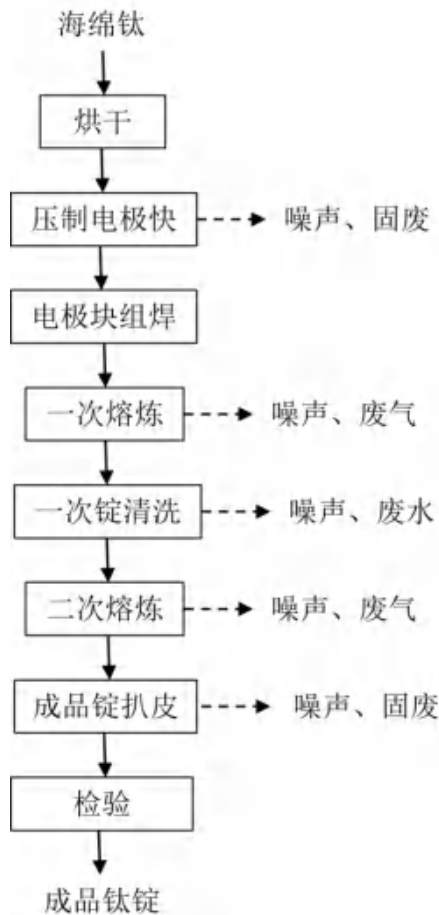 海绵钛
烘干
压制电极快 噪声、固废
电极块组焊
一次熔炼 噪声、废气
一次锭清洗 噪声、废水
二次熔炼 噪声、废气
成品锭扒皮 噪声、固废
检验
成品钛锭